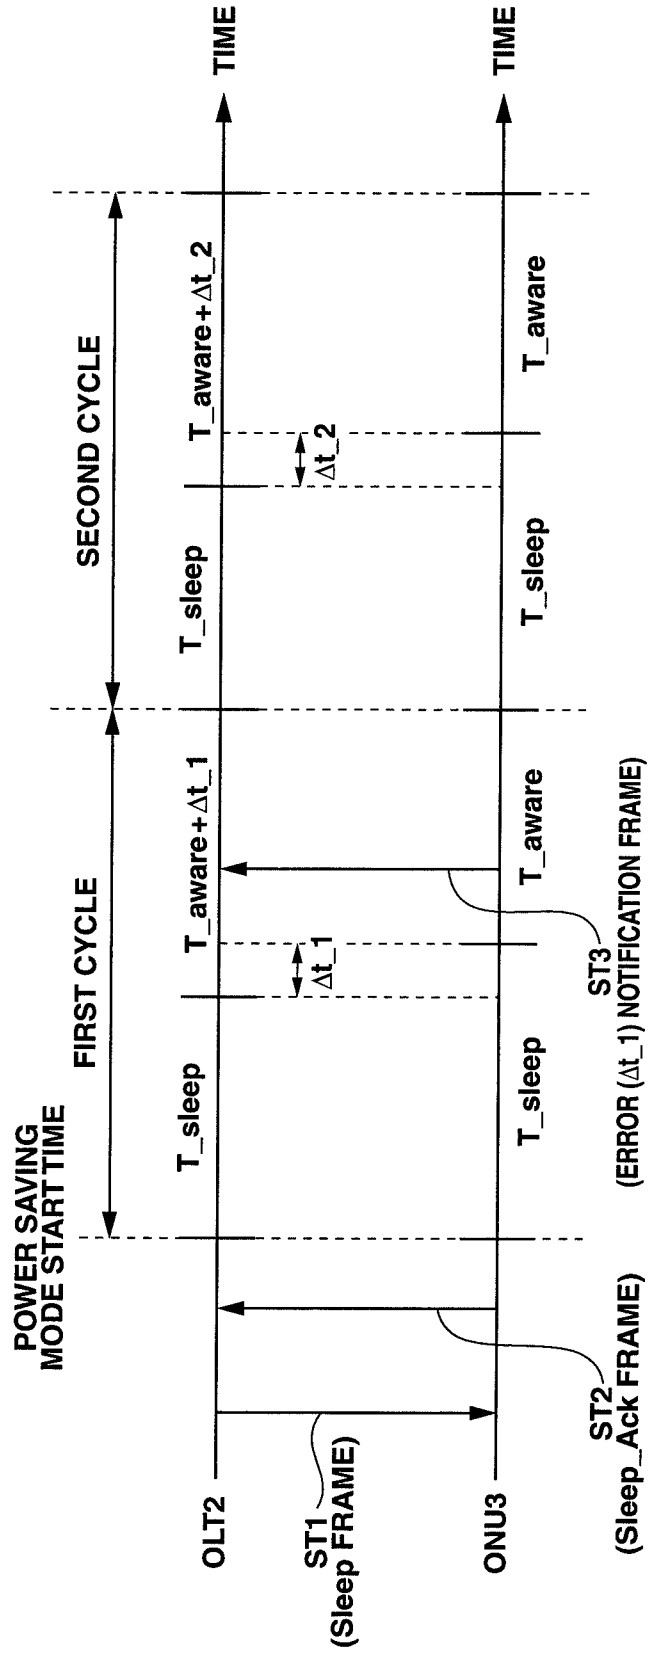 POWER SAVING
MODE START TIME
FIRST CYCLE
SECOND CYCLE
OLT2
T_sleep
T_aware+Δt_1
T_sleep
T_aware+Δt_2
TIME
Δt_1
Δt_2
ST1
(Sleep FRAME)
ONU3
T_sleep
T_aware
T_sleep
T_aware
TIME
ST2
(Sleep_Ack FRAME)
ST3
(ERROR (Δt_1) NOTIFICATION FRAME)